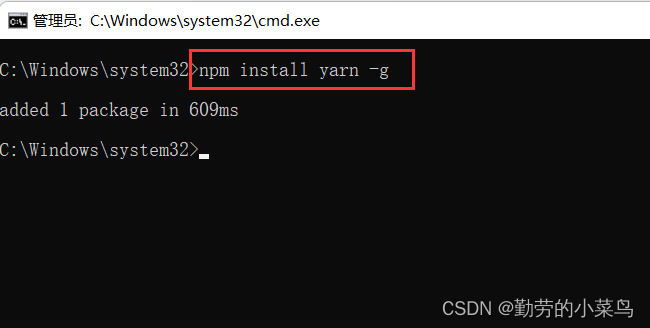 管理员: C:\Windows\system32\cmd.exe
C:\Windows\system32>npm install yarn -g
added 1 package in 609ms
C:\Windows\system32>
CSDN @勤劳的小菜鸟